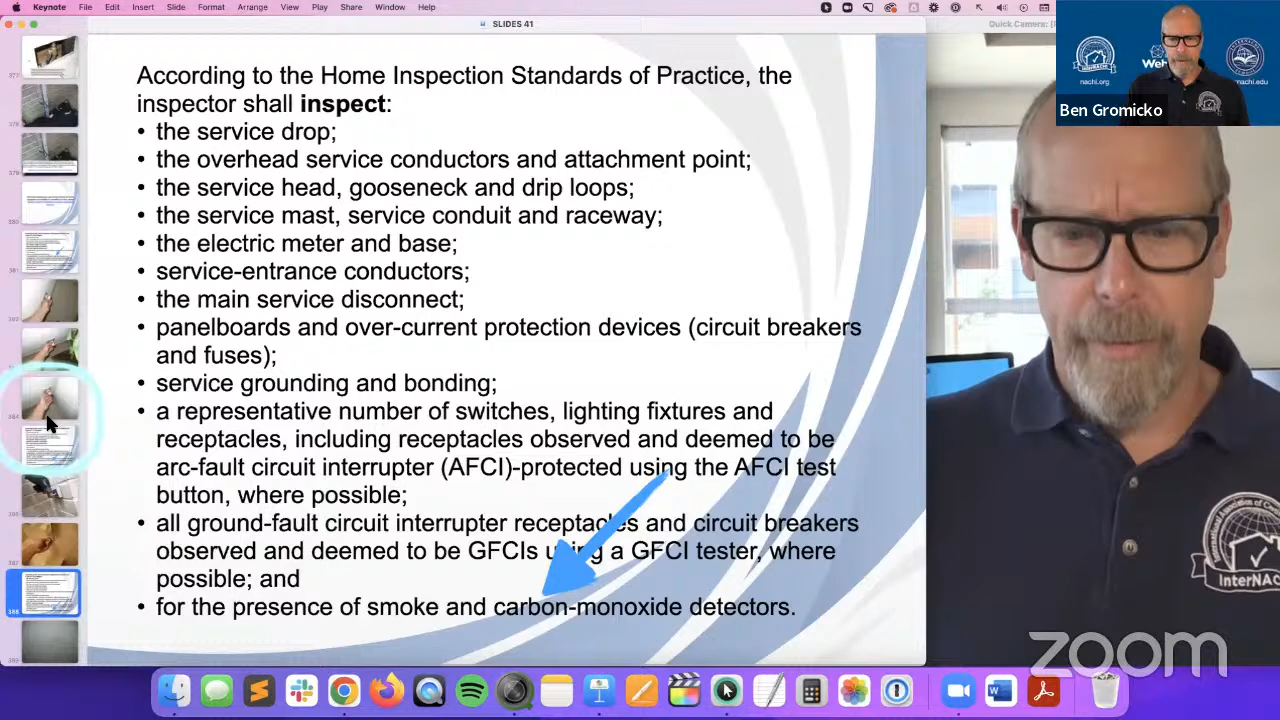 Keynote File Edit Insert Slide Format Arrange View Play Share Window Help
SLIDES 41
Quick Camera:
According to the Home Inspection Standards of Practice, the
inspector shall inspect:
• the service drop;
• the overhead service conductors and attachment point;
• the service head, gooseneck and drip loops;
• the service mast, service conduit and raceway;
• the electric meter and base;
• service-entrance conductors;
• the main service disconnect;
• panelboards and over-current protection devices (circuit breakers
and fuses);
• service grounding and bonding;
• a representative number of switches, lighting fixtures and
receptacles, including receptacles observed and deemed to be
arc-fault circuit interrupter (AFCI)-protected using the AFCI test
button, where possible;
• all ground-fault circuit interrupter receptacles and circuit breakers
observed and deemed to be GFCIs using a GFCI tester, where
possible; and
• for the presence of smoke and carbon-monoxide detectors.
InterNACHI
nachi.org
nachi.edu
Ben Gromicko
InterNACHI
zoom